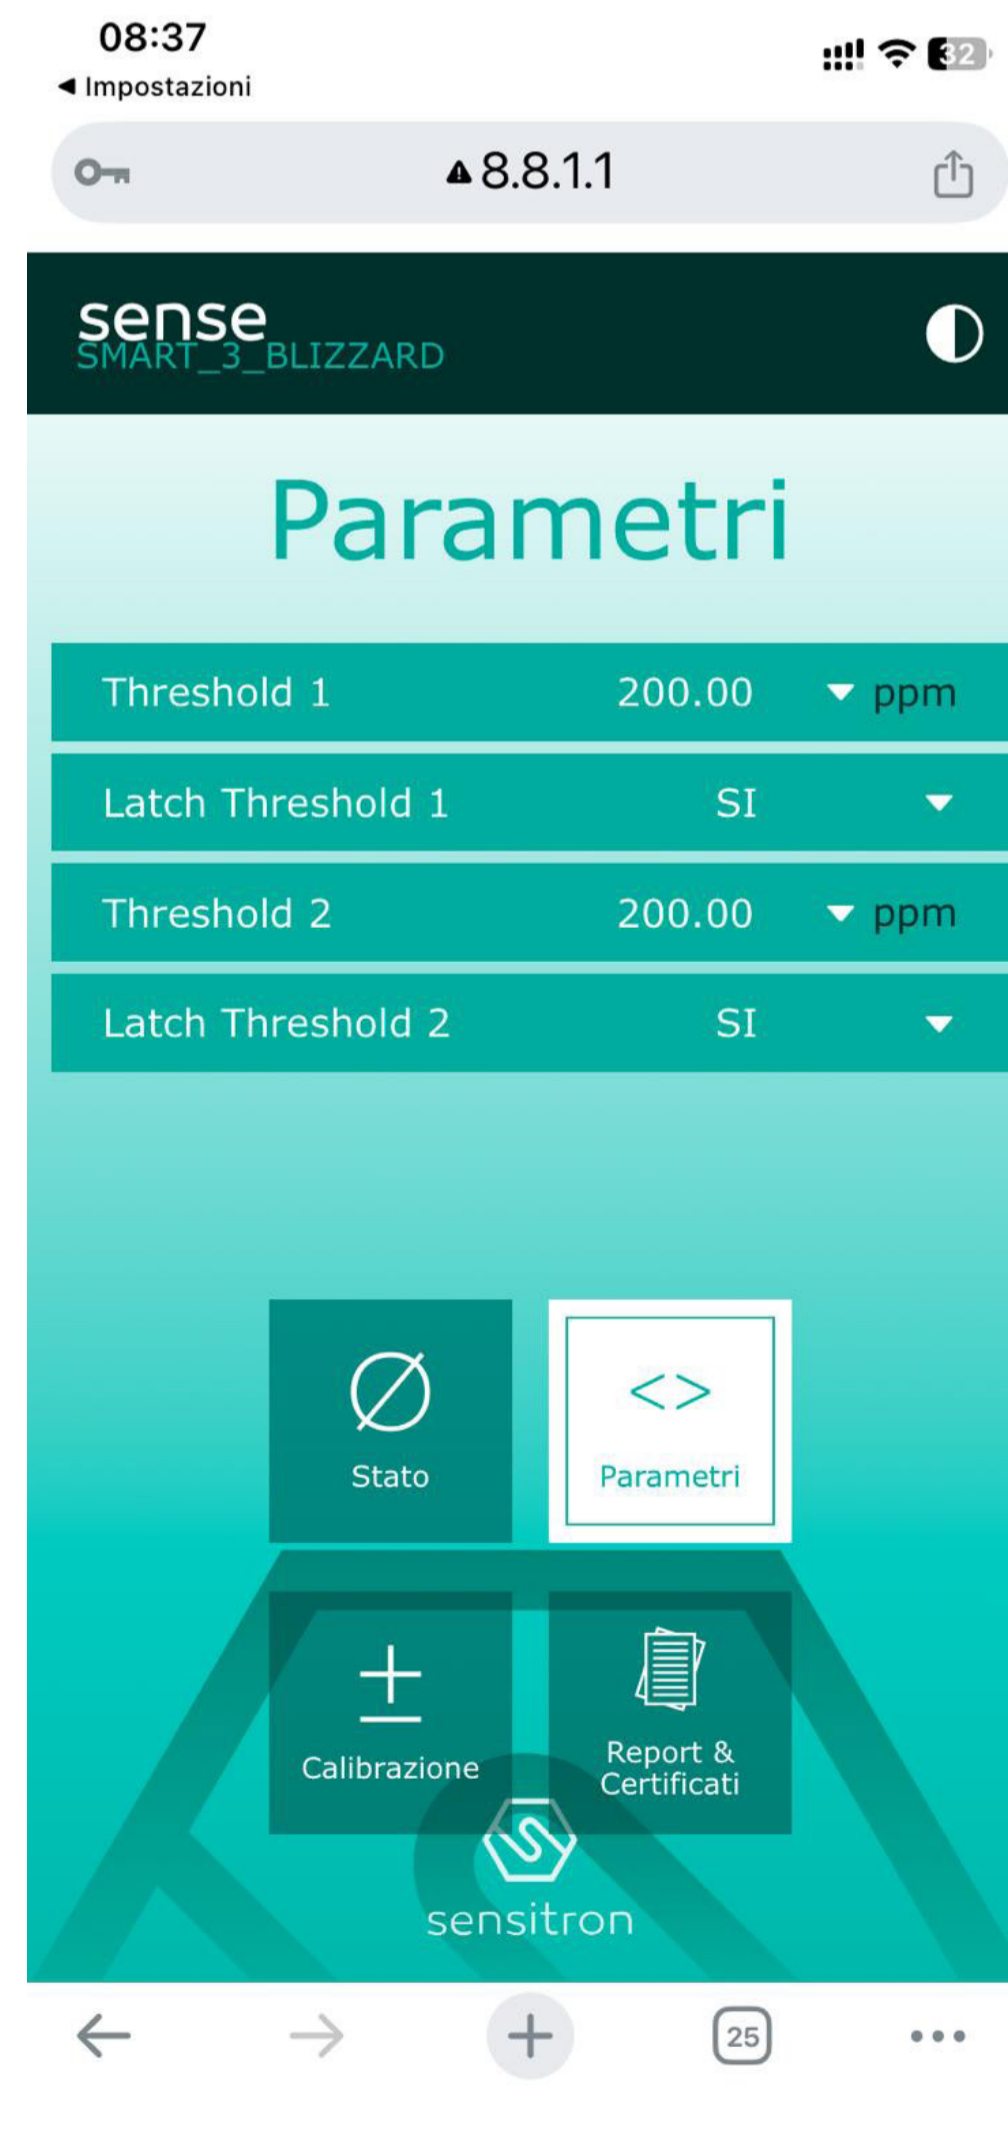 08:37
Impostazioni
32
8.8.1.1
sense
SMART_3_BLIZZARD
Parametri
Threshold 1 200.00 ppm
Latch Threshold 1 SI
Threshold 2 200.00 ppm
Latch Threshold 2 SI
Stato
Parametri
Calibrazione
Report &
Certificati
sensitron
25